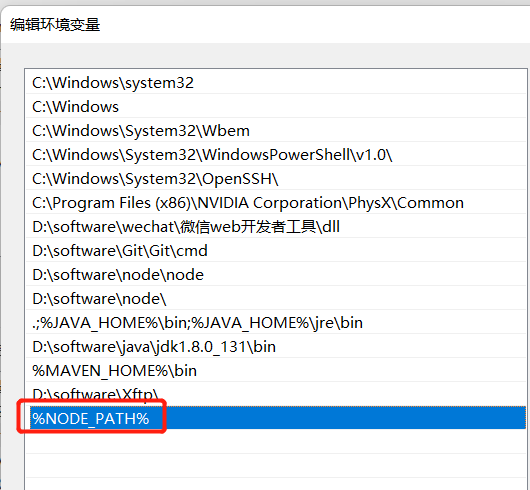 编辑环境变量
C:\Windows\system32
C:\Windows
C:\Windows\System32\Wbem
C:\Windows\System32\WindowsPowerShell\v1.0\
C:\Windows\System32\OpenSSH\
C:\Program Files (x86)\NVIDIA Corporation\PhysX\Common
D:\software\wechat\微信web开发者工具\dll
D:\software\Git\Git\cmd
D:\software\node\node
D:\software\node\
.;%JAVA_HOME%\bin;%JAVA_HOME%\jre\bin
D:\software\java\jdk1.8.0_131\bin
%MAVEN_HOME%\bin
D:\software\Xftp\
%NODE_PATH%